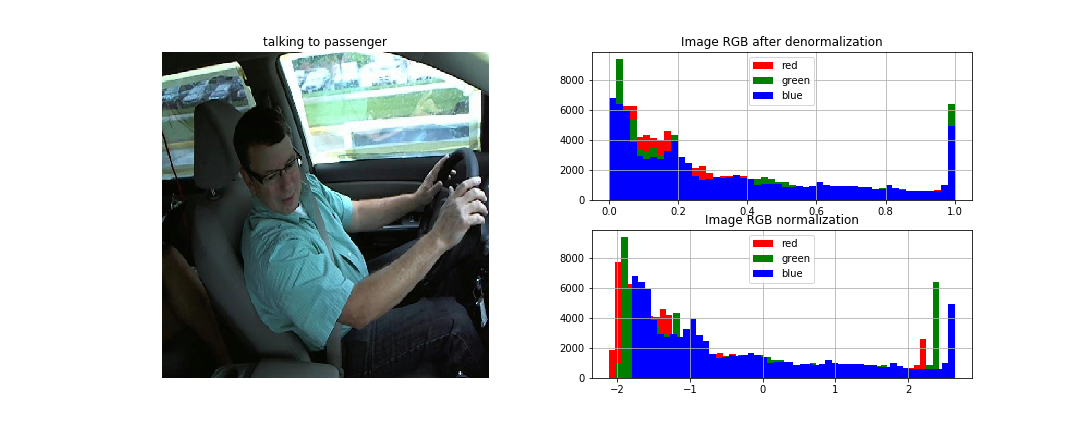 talking to passenger
Image RGB after denormalization
red
green
blue
8000
6000
4000
2000
0
0.0 0.2 0.4 0.6 0.8 1.0
Image RGB normalization
red
green
blue
8000
6000
4000
2000
0
−2 −1 0 1 2